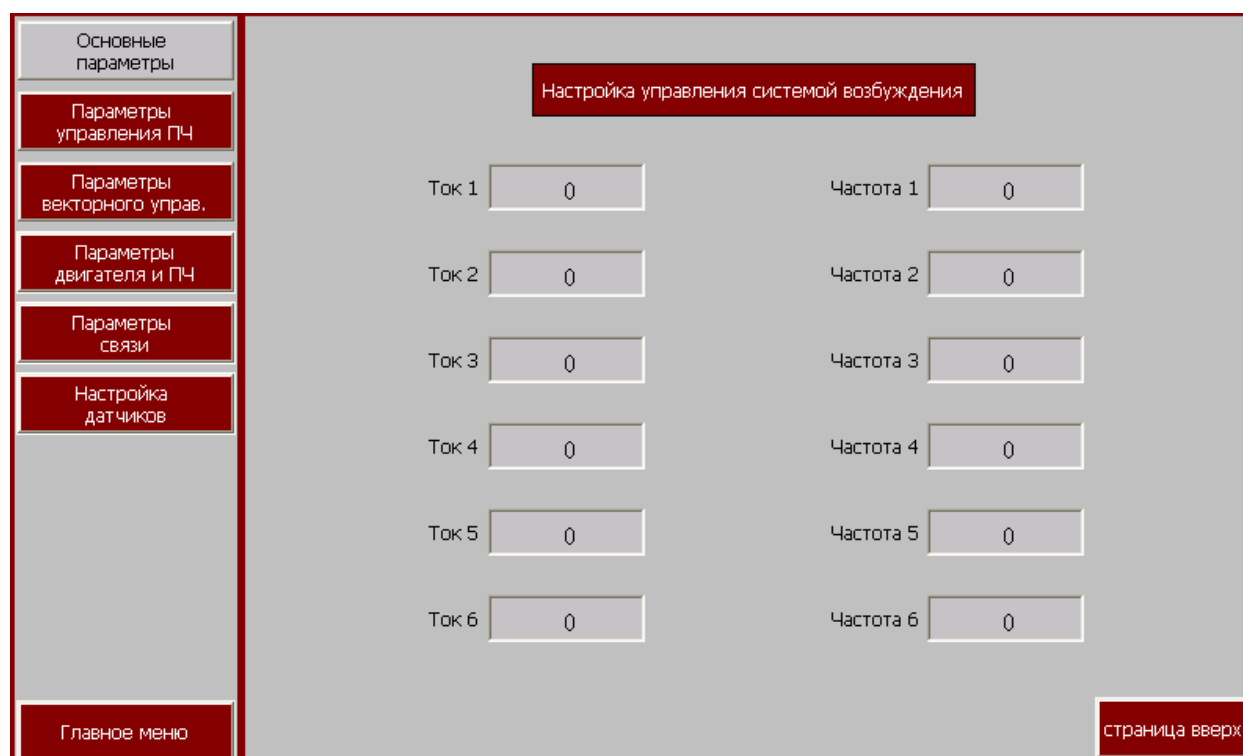 Основные
параметры
Параметры
управления ПЧ
Параметры
векторного управ.
Параметры
двигателя и ПЧ
Параметры
связи
Настройка
датчиков
Главное меню
Настройка управления системой возбуждения
Ток 1 0 Частота 1 0
Ток 2 0 Частота 2 0
Ток 3 0 Частота 3 0
Ток 4 0 Частота 4 0
Ток 5 0 Частота 5 0
Ток 6 0 Частота 6 0
страница вверх